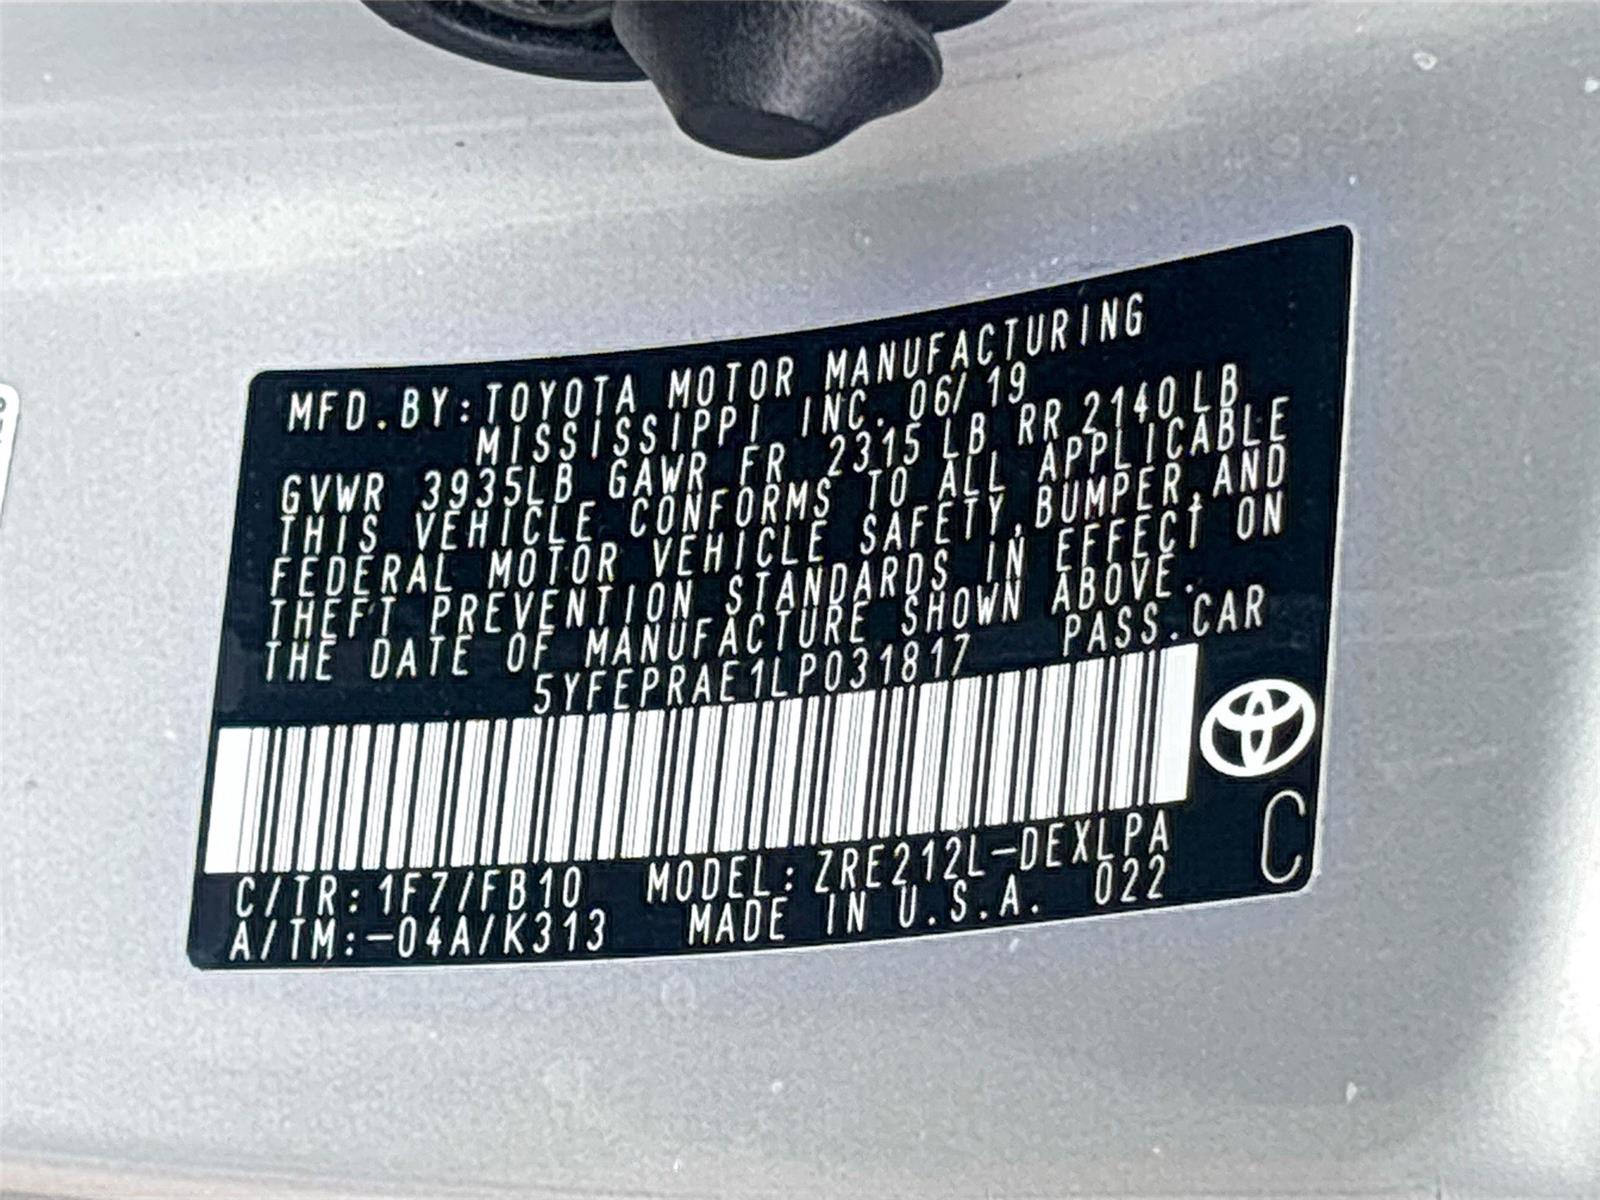 MFD.BY:TOYOTA MOTOR MANUFACTURING
MISSISSIPPI INC. 06/19
GVWR 3935LB GAWR FR 2315LB RR 2140LB
THIS VEHICLE CONFORMS TO ALL APPLICABLE
FEDERAL MOTOR VEHICLE SAFETY,BUMPER,AND
THEFT PREVENTION STANDARDS IN EFFECT ON
THE DATE OF MANUFACTURE SHOWN ABOVE.
5YFEPRAE1LP031817 PASS.CAR
C/TR:1F7/FB10 MODEL:ZRE212L-DEXLPA
A/TM:-04A/K313 MADE IN U.S.A. 022
C